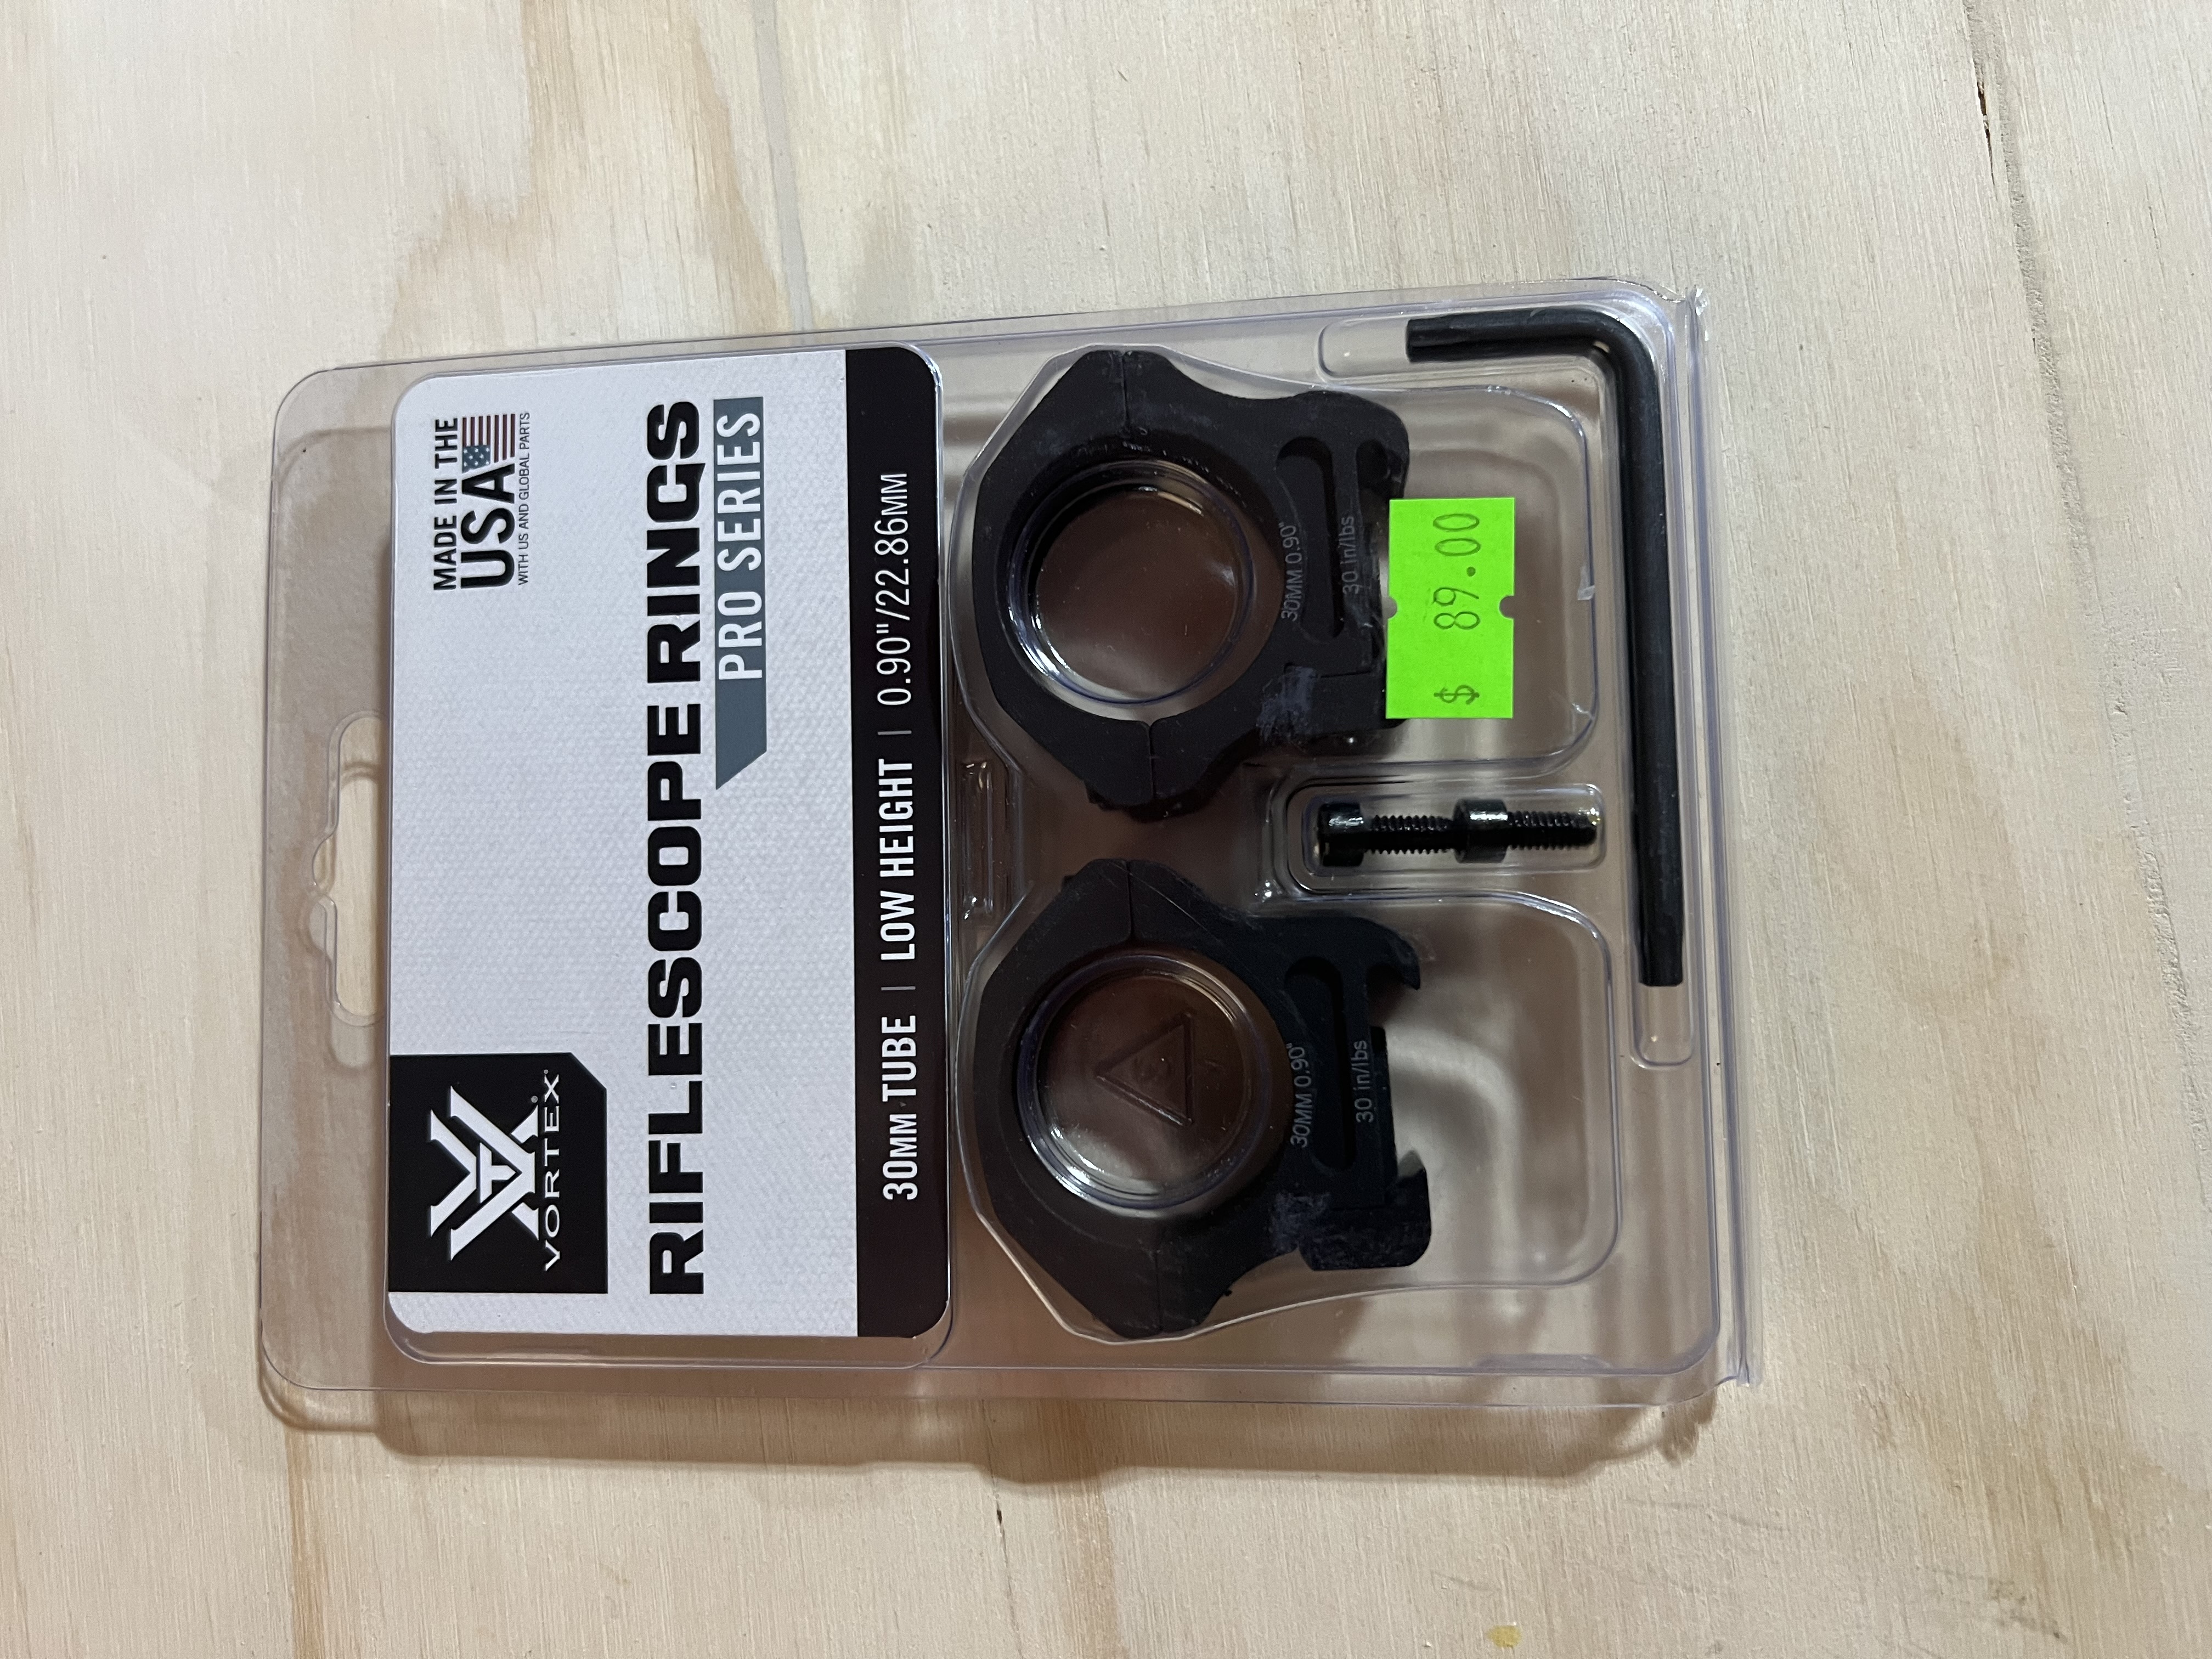 VORTEX®
MADE IN THE
USA
WITH US AND GLOBAL PARTS
RIFLESCOPE RINGS
PRO SERIES
30MM TUBE | LOW HEIGHT | 0.90"/22.86MM
30MM 0.90"
30 in/lbs
30MM 0.90"
30 in/lbs
$ 89.00